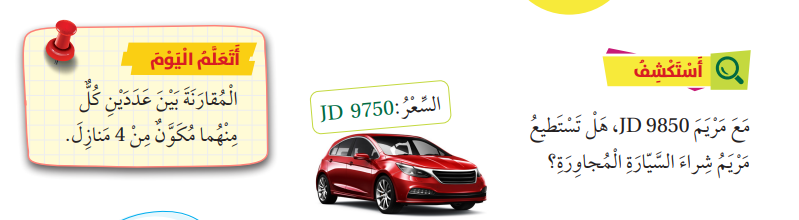 أَسْتَكْشِفُ
مَعَ مَرْيَمَ JD 9850، هَلْ تَسْتَطيعُ
مَرْيَمُ شِراءَ السَّيّارَةِ الْمُجاوِرَةِ؟
السِّعْرُ: JD 9750
أَتَعَلَّمُ الْيَوْمَ
الْمُقارَنَةَ بَيْنَ عَدَدَيْنِ كُلٌّ
مِنْهُما مُكَوَّنٌ مِنْ 4 مَنازِلَ.